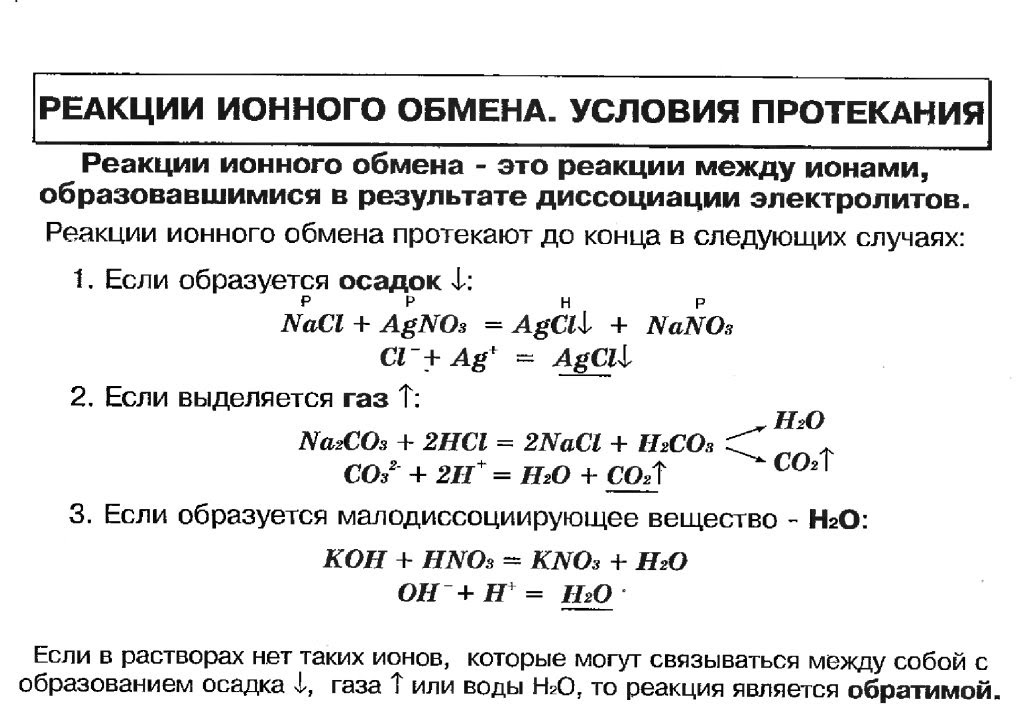 РЕАКЦИИ ИОННОГО ОБМЕНА. УСЛОВИЯ ПРОТЕКАНИЯ
Реакции ионного обмена - это реакции между ионами,
образовавшимися в результате диссоциации электролитов.
Реакции ионного обмена протекают до конца в следующих случаях:
1. Если образуется осадок ↓:
Р Р Н Р
NaCl + AgNO₃ = AgCl↓ + NaNO₃
Cl⁻ + Ag⁺ = AgCl↓
2. Если выделяется газ ↑:
H₂O
Na₂CO₃ + 2HCl = 2NaCl + H₂CO₃
CO₂↑
CO₃²⁻ + 2H⁺ = H₂O + CO₂↑
3. Если образуется малодиссоциирующее вещество - H₂O:
KOH + HNO₃ = KNO₃ + H₂O
OH⁻ + H⁺ = H₂O
Если в растворах нет таких ионов, которые могут связываться между собой с
образованием осадка ↓, газа ↑ или воды H₂O, то реакция является обратимой.